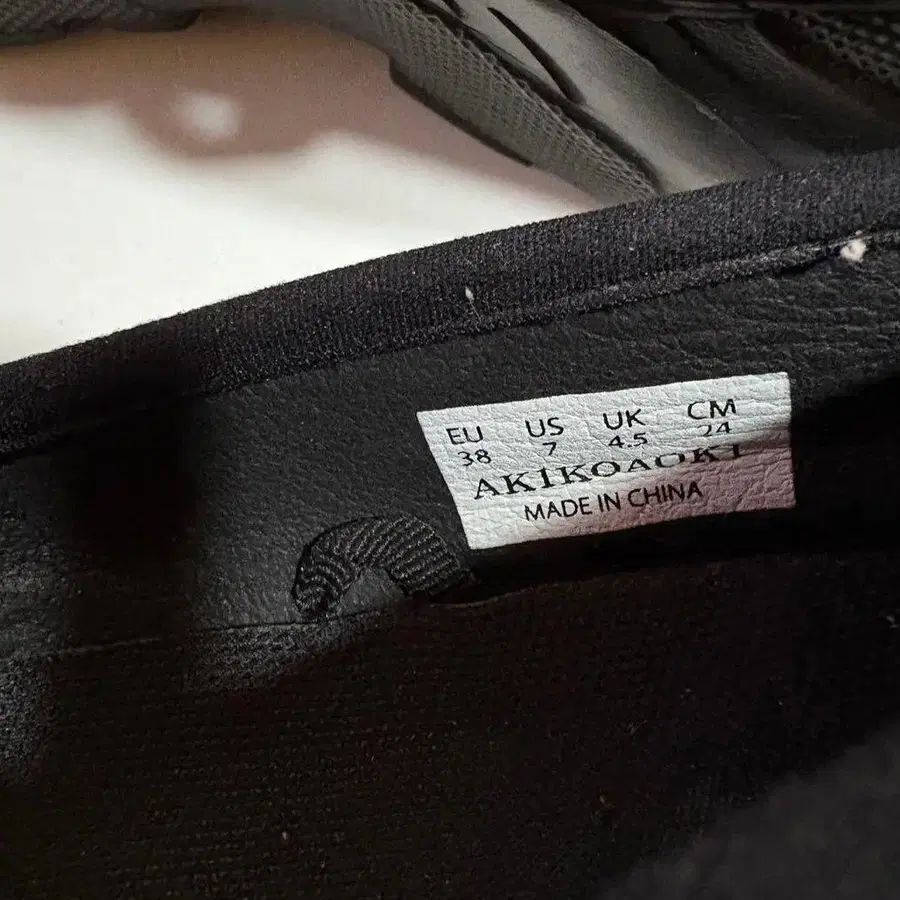 EU US UK CM
38 7 4.5 24
AKIKOAOKI
MADE IN CHINA